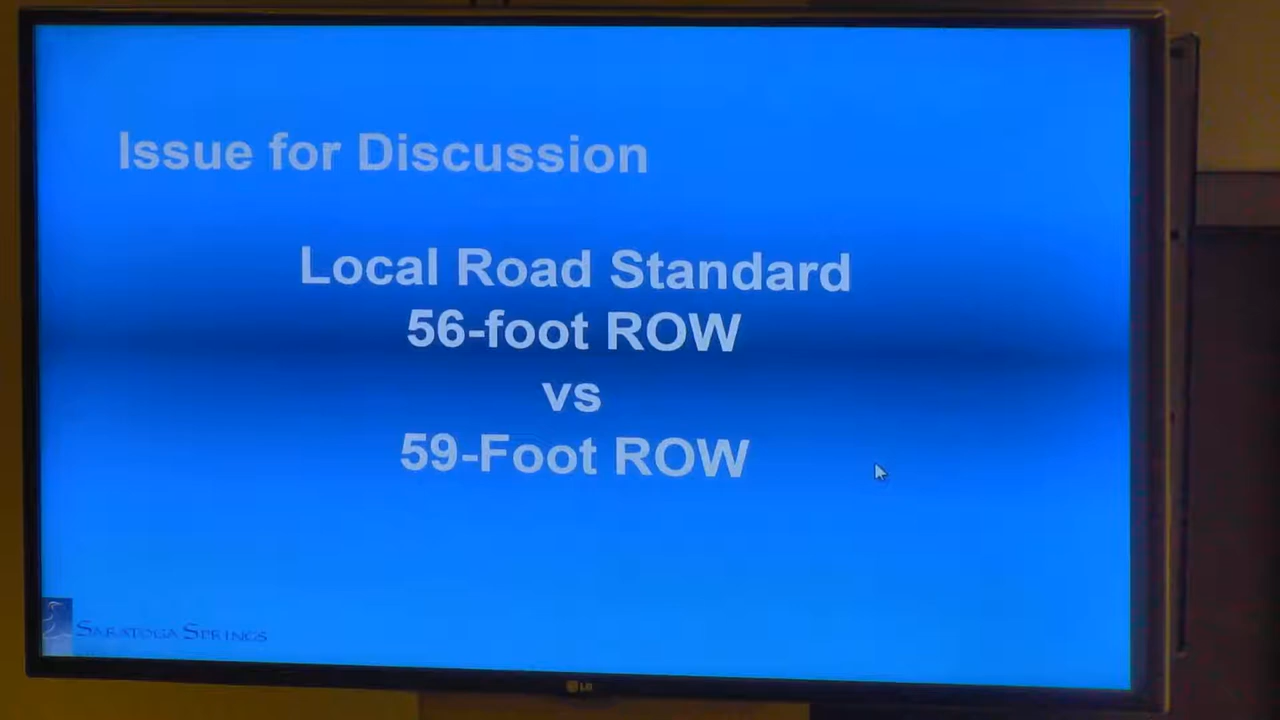 Issue for Discussion
Local Road Standard
56-foot ROW
vs
59-Foot ROW
SARATOGA SPRINGS
LG